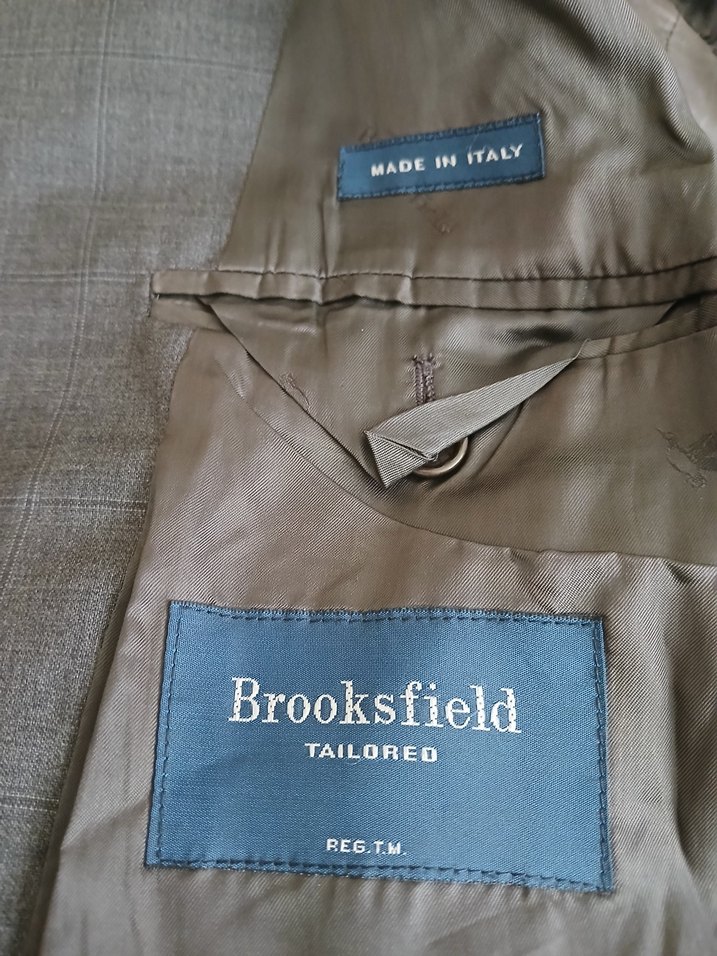 MADE IN ITALY
Brooksfield
TAILORED
REG.T.M.